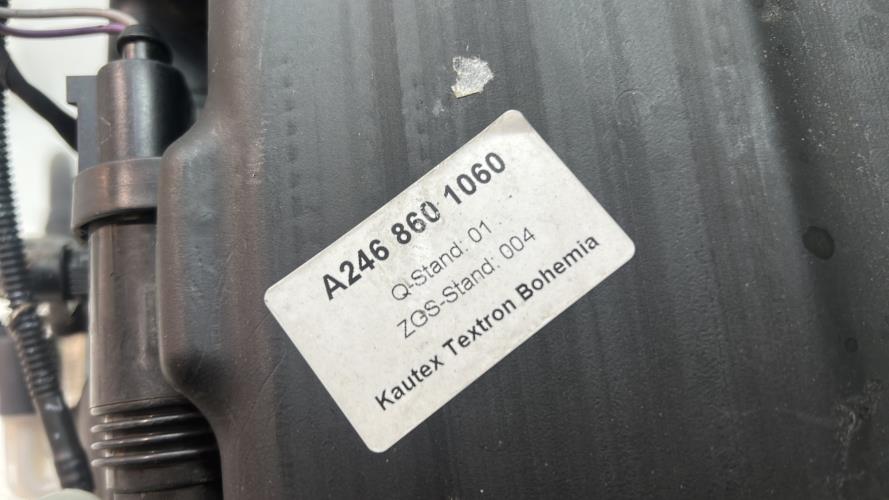 A246 860 1060
Q-Stand: 01
ZGS-Stand: 004
Kautex Textron Bohemia